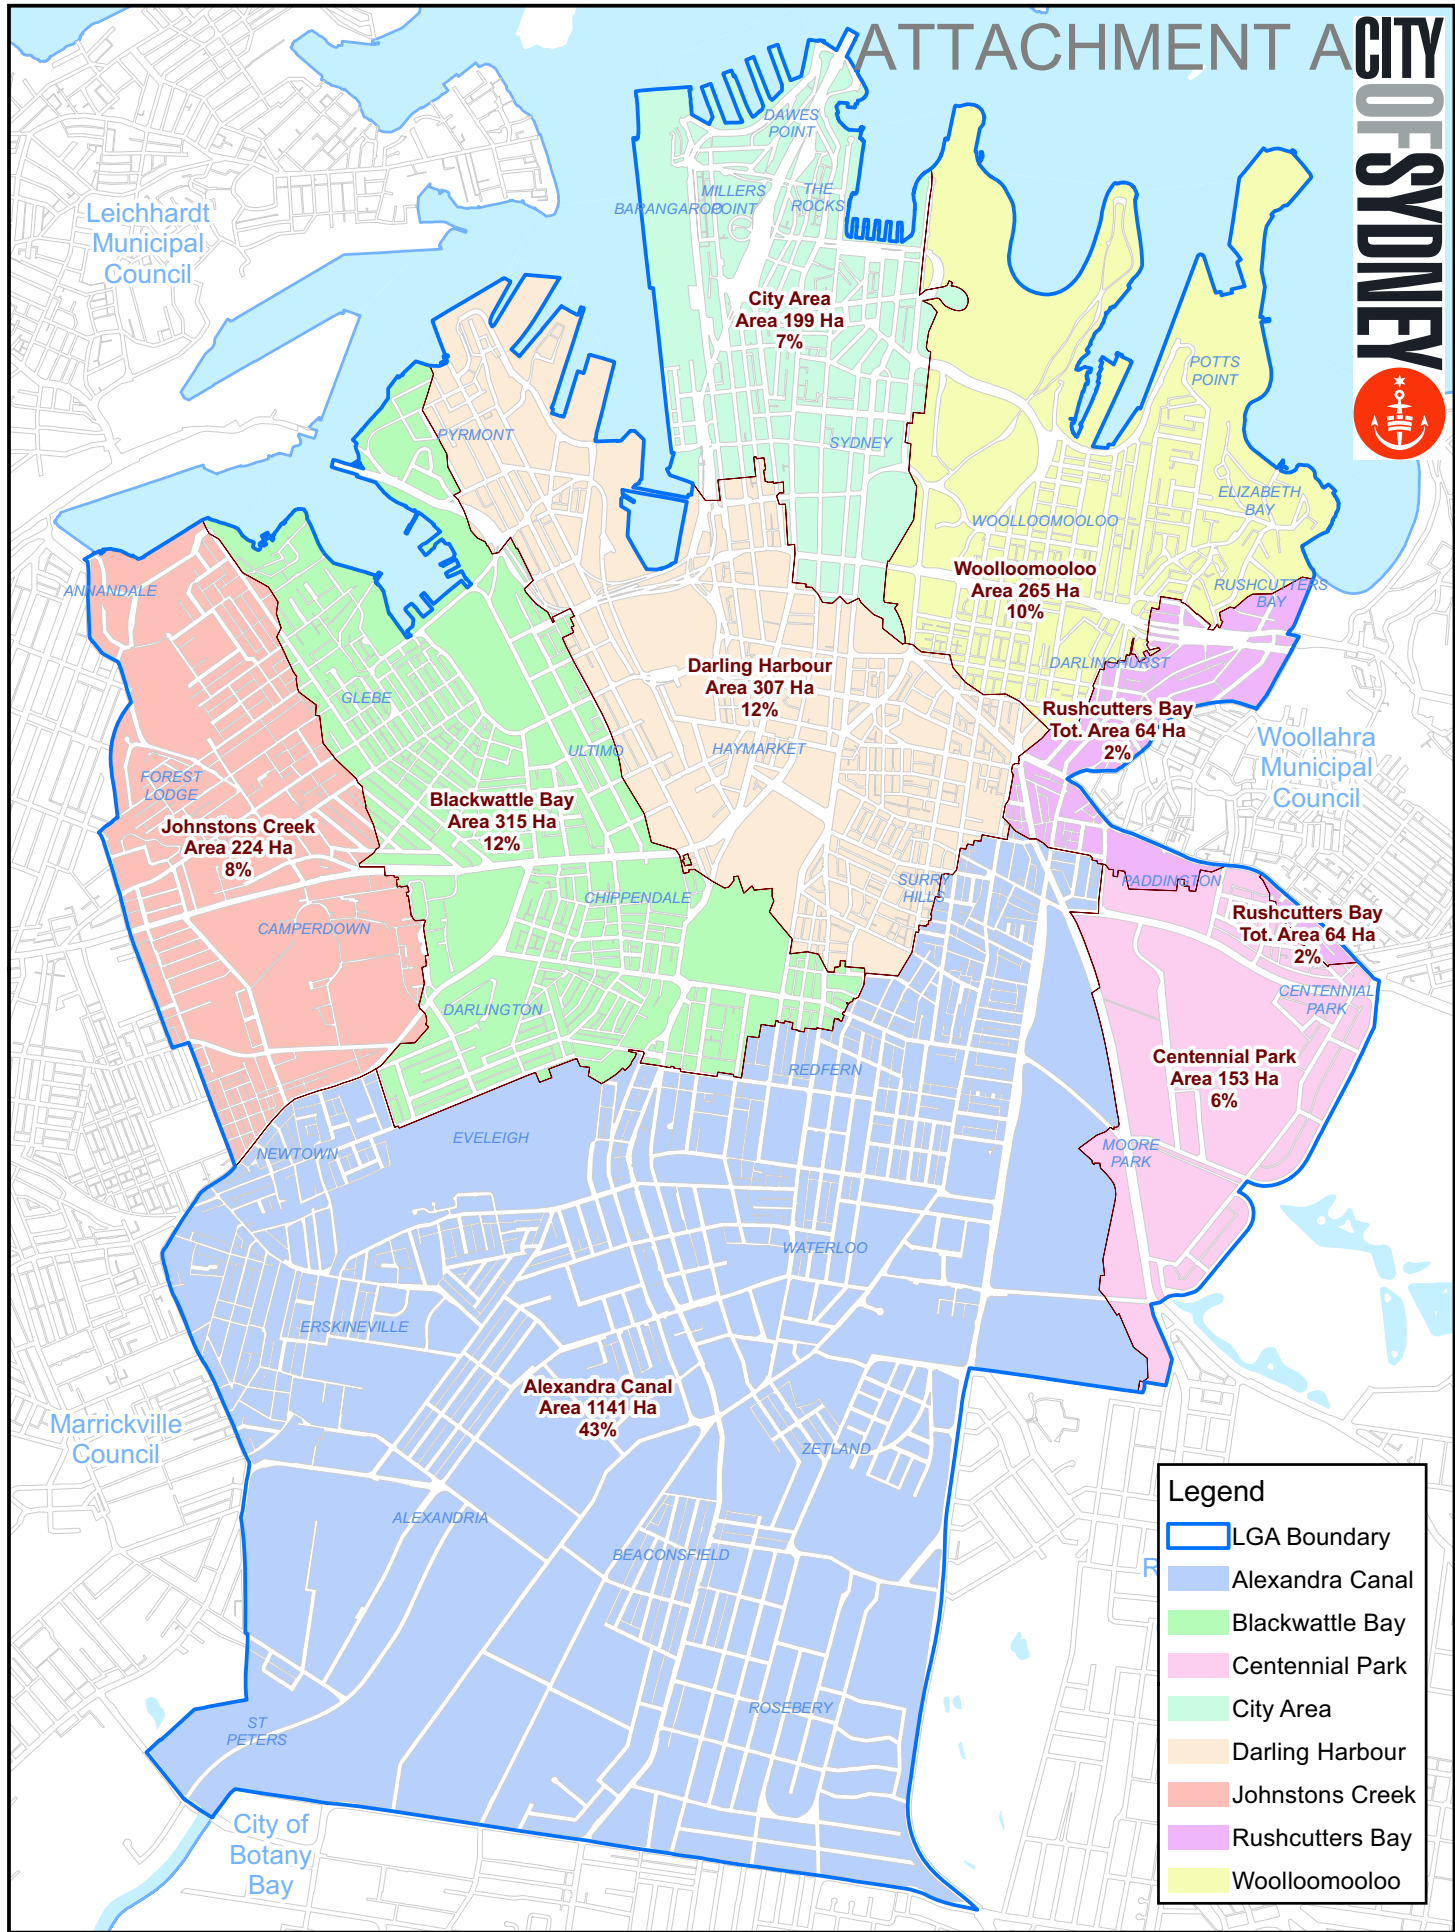 ATTACHMENT A
CITY OF SYDNEY
DAWES
POINT
MILLERS
POINT
THE
ROCKS
BARANGAROO
Leichhardt
Municipal
Council
City Area
Area 199 Ha
7%
POTTS
POINT
PYRMONT
SYDNEY
ELIZABETH
BAY
WOOLLOOMOOLOO
Woolloomooloo
Area 265 Ha
10%
RUSHCUTTERS
BAY
ANNANDALE
DARLINGHURST
Darling Harbour
Area 307 Ha
12%
GLEBE
Rushcutters Bay
Tot. Area 64 Ha
2%
ULTIMO
HAYMARKET
Woollahra
Municipal
Council
FOREST
LODGE
Blackwattle Bay
Area 315 Ha
12%
Johnstons Creek
Area 224 Ha
8%
SURRY
HILLS
PADDINGTON
CHIPPENDALE
Rushcutters Bay
Tot. Area 64 Ha
2%
CAMPERDOWN
CENTENNIAL
PARK
DARLINGTON
Centennial Park
Area 153 Ha
6%
REDFERN
EVELEIGH
NEWTOWN
MOORE
PARK
WATERLOO
ERSKINEVILLE
Alexandra Canal
Area 1141 Ha
43%
Marrickville
Council
ZETLAND
ALEXANDRIA
BEACONSFIELD
ROSEBERY
ST
PETERS
City of
Botany
Bay
R
Legend
LGA Boundary
Alexandra Canal
Blackwattle Bay
Centennial Park
City Area
Darling Harbour
Johnstons Creek
Rushcutters Bay
Woolloomooloo